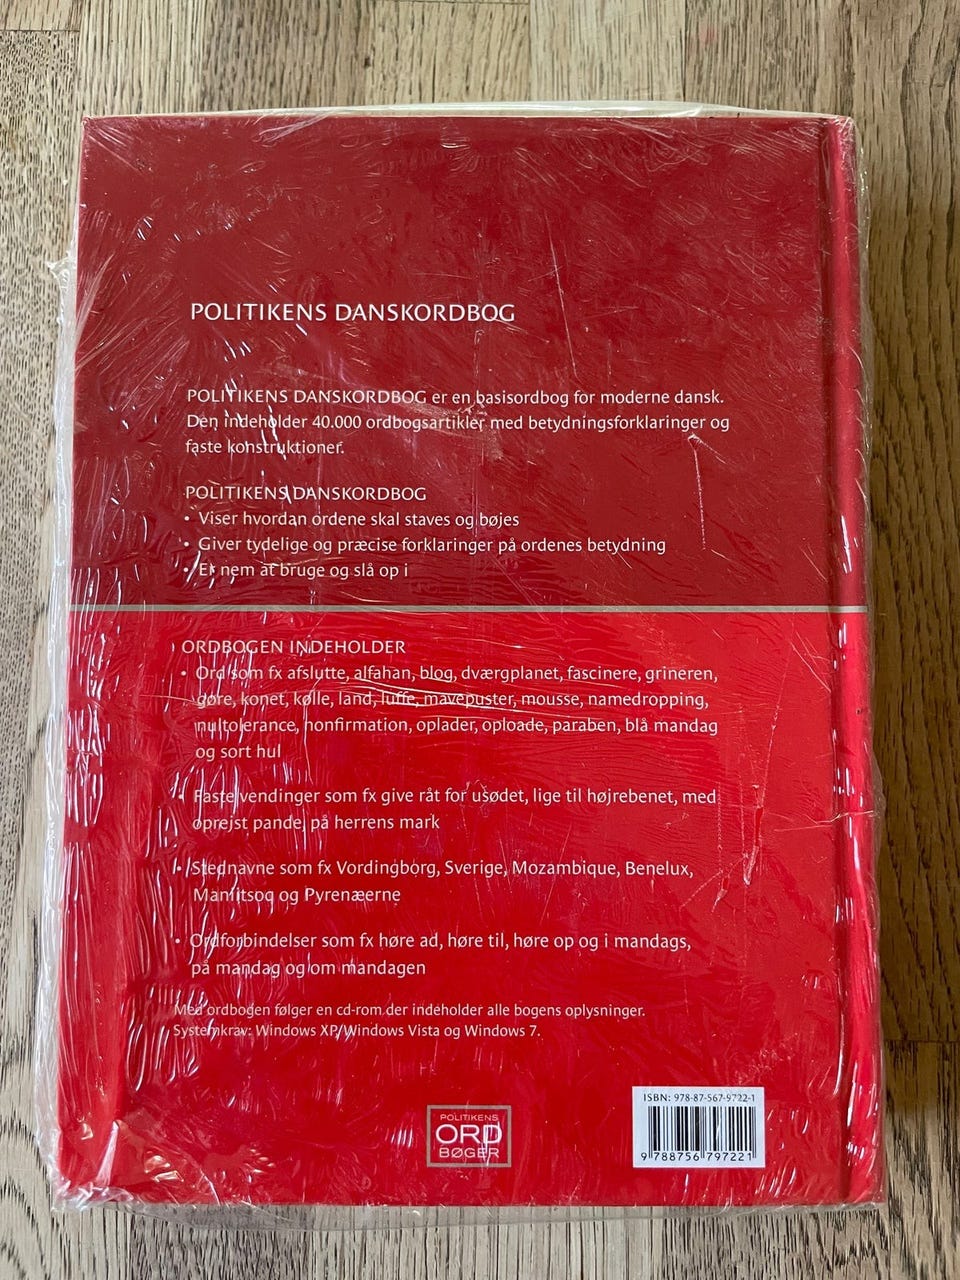 POLITIKENS DANSKORDBOG
POLITIKENS DANSKORDBOG er en basisordbog for moderne dansk.
Den indeholder 40.000 ordbogsartikler med betydningsforklaringer og
faste konstruktioner.
POLITIKENS DANSKORDBOG
• Viser hvordan ordene skal staves og bøjes
• Giver tydelige og præcise forklaringer på ordenes betydning
• Er nem at bruge og slå op i
ORDBOGEN INDEHOLDER
• Ord som fx afslutte, alfahan, blog, dværgplanet, fascinere, grineren,
gøre, konet, kølle, land, luffe, mavepuster, mousse, namedropping,
nultolerance, nonfirmation, oplader, oploade, paraben, blå mandag
og sort hul
• Faste vendinger som fx give råt for usødet, lige til højrebenet, med
oprejst pande, på herrens mark
• Stednavne som fx Vordingborg, Sverige, Mozambique, Benelux,
Maniitsoq og Pyrenæerne
• Ordforbindelser som fx høre ad, høre til, høre op og i mandags,
på mandag og om mandagen
Med ordbogen følger en cd-rom der indeholder alle bogens oplysninger.
Systemkrav: Windows XP, Windows Vista og Windows 7.
ISBN: 978-87-567-9722-1
POLITIKENS
ORD
BØGER
9 788756 797221